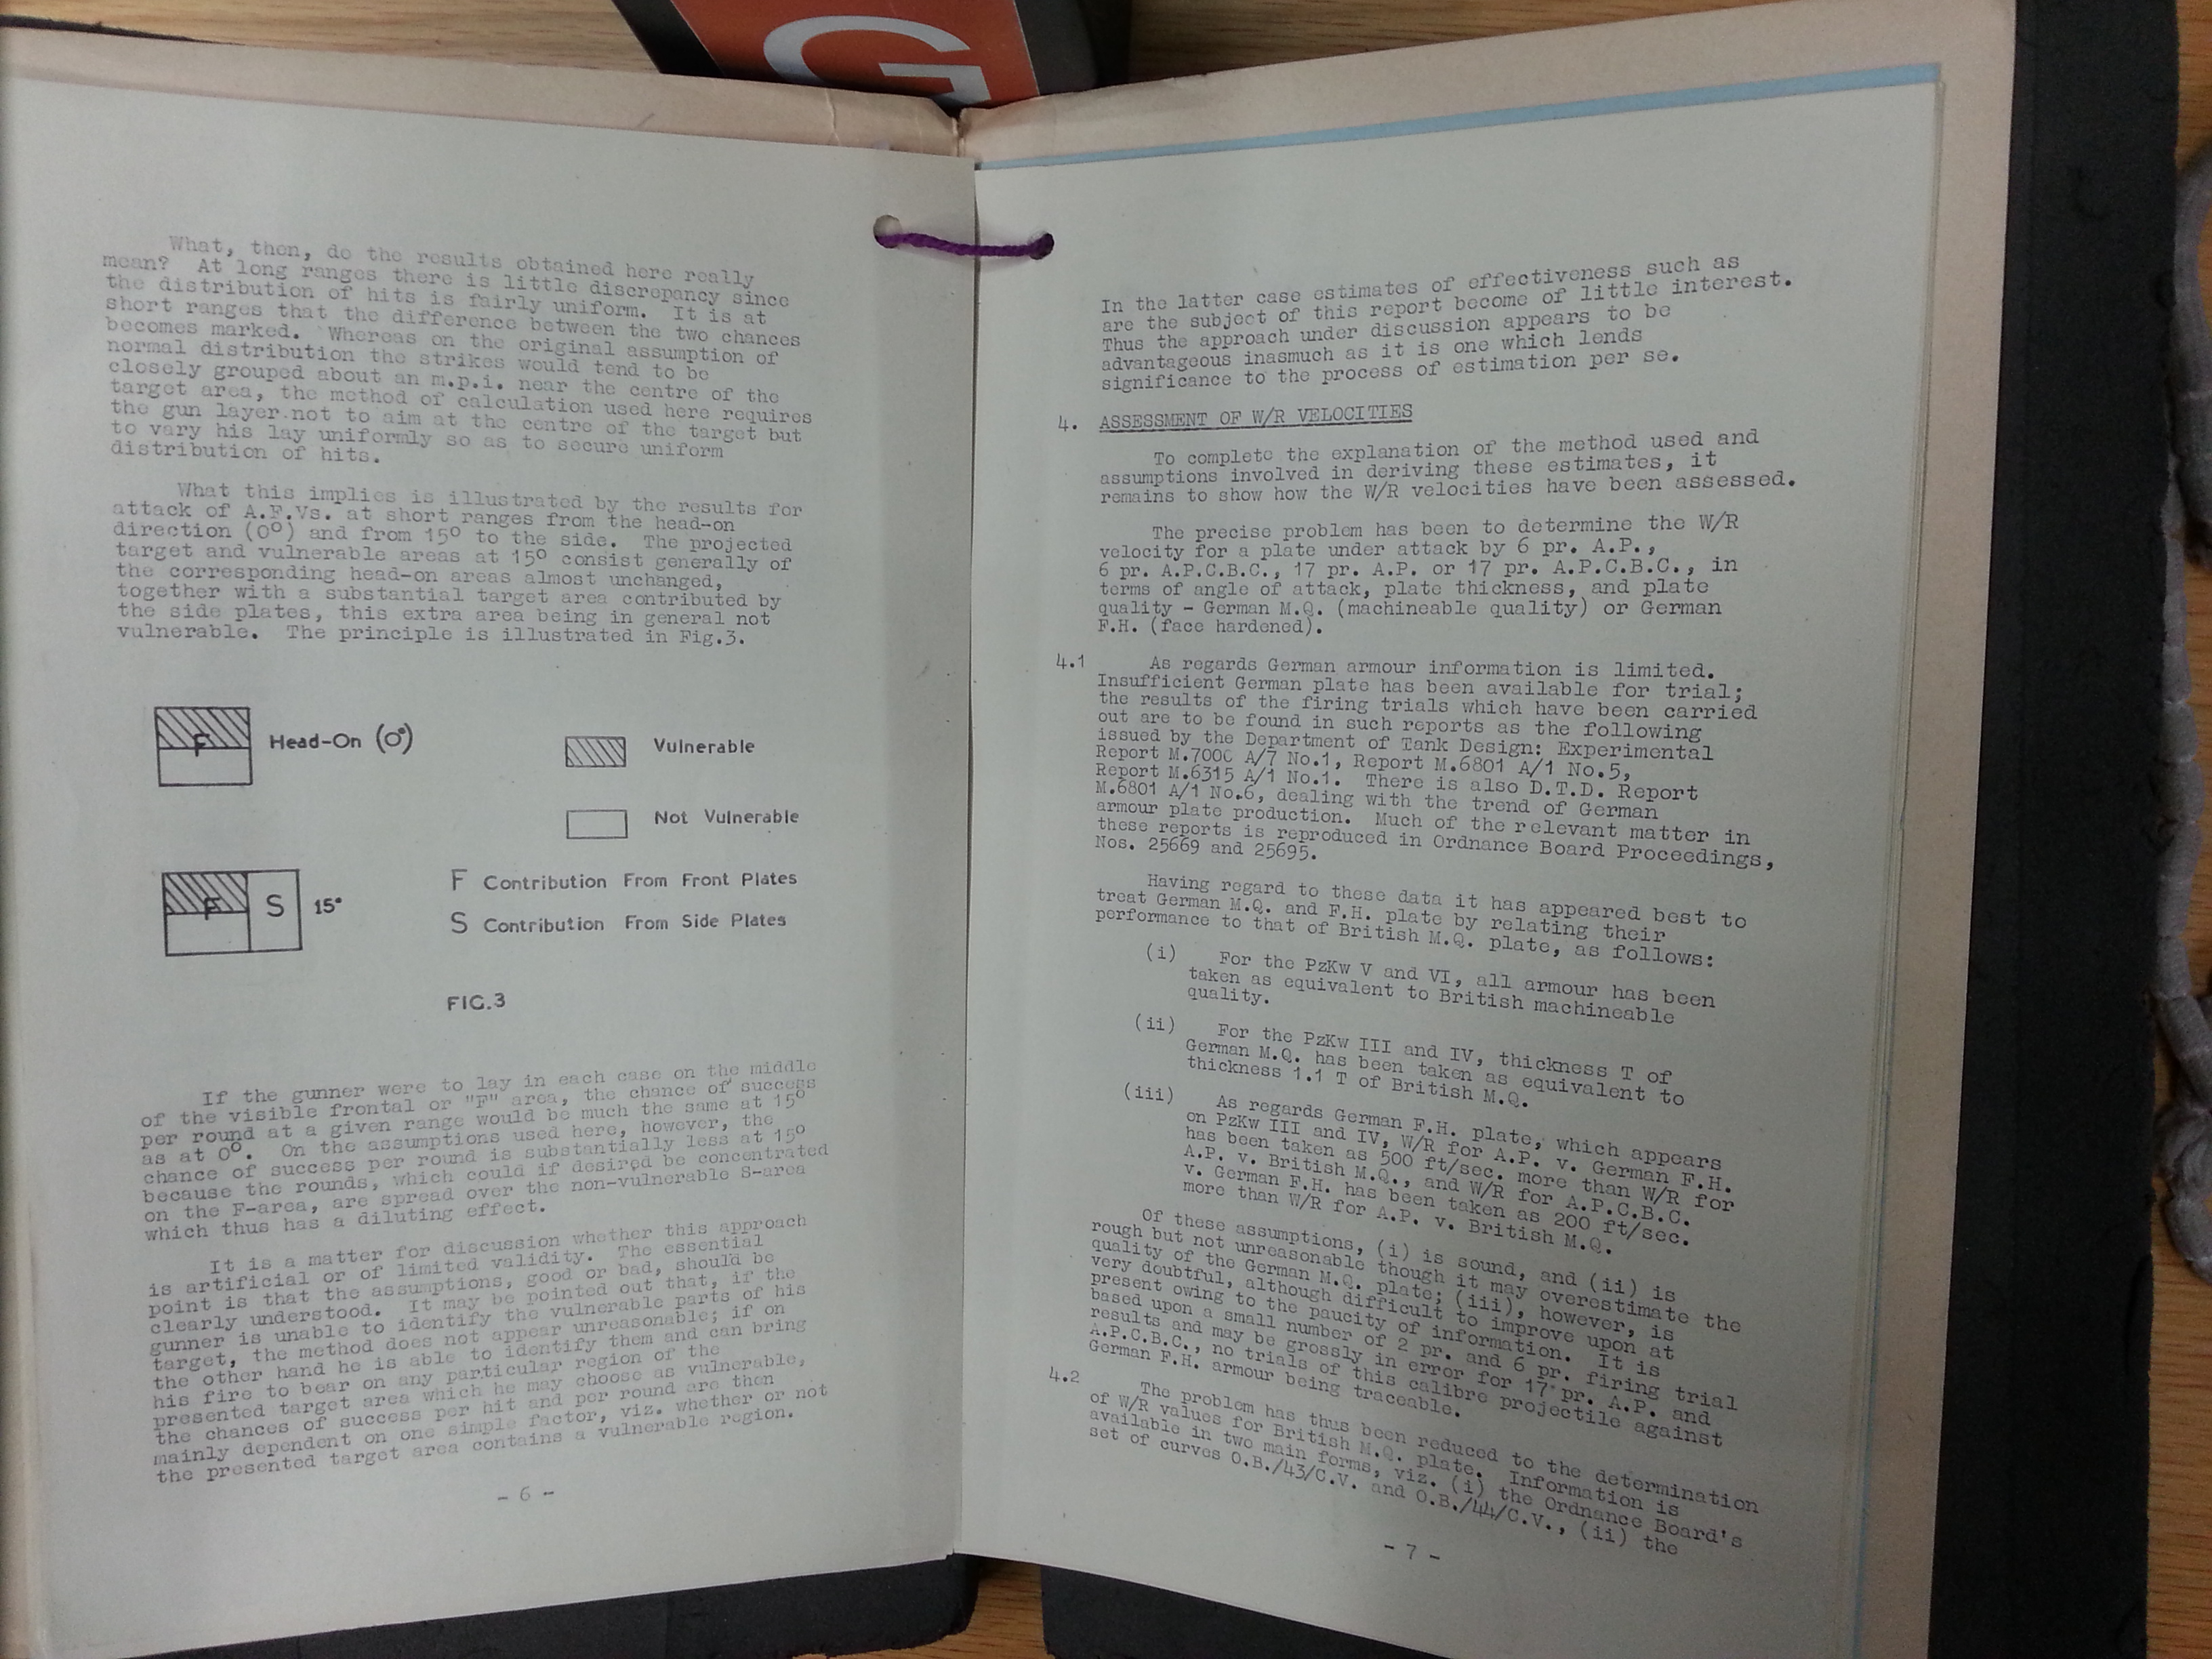 G
What, then, do the results obtained here really
mean? At long ranges there is little discrepancy since
the distribution of hits is fairly uniform. It is at
short ranges that the difference between the two chances
becomes marked. Whereas on the original assumption of
normal distribution the strikes would tend to be
closely grouped about an m.p.i. near the centre of the
target area, the method of calculation used here requires
the gun layer not to aim at the centre of the target but
to vary his lay uniformly so as to secure uniform
distribution of hits.
What this implies is illustrated by the results for
attack of A.F.Vs. at short ranges from the head-on
direction (0°) and from 15° to the side. The projected
target and vulnerable areas at 15° consist generally of
the corresponding head-on areas almost unchanged,
together with a substantial target area contributed by
the side plates, this extra area being in general not
vulnerable. The principle is illustrated in Fig.3.
F Head-On (0°)
Vulnerable
Not Vulnerable
F S 15°
F Contribution From Front Plates
S Contribution From Side Plates
FIG.3
If the gunner were to lay in each case on the middle
of the visible frontal or "F" area, the chance of success
per round at a given range would be much the same at 15°
as at 0°. On the assumptions used here, however, the
chance of success per round is substantially less at 15°
because the rounds, which could if desired be concentrated
on the F-area, are spread over the non-vulnerable S-area
which thus has a diluting effect.
It is a matter for discussion whether this approach
is artificial or of limited validity. The essential
point is that the assumptions, good or bad, should be
clearly understood. It may be pointed out that, if the
gunner is unable to identify the vulnerable parts of his
target, the method does not appear unreasonable; if on
the other hand he is able to identify them and can bring
his fire to bear on any particular region of the
presented target area which he may choose as vulnerable,
the chances of success per hit and per round are then
mainly dependent on one simple factor, viz. whether or not
the presented target area contains a vulnerable region.
- 6 -
In the latter case estimates of effectiveness such as
are the subject of this report become of little interest.
Thus the approach under discussion appears to be
advantageous inasmuch as it is one which lends
significance to the process of estimation per se.
4. ASSESSMENT OF W/R VELOCITIES
To complete the explanation of the method used and
assumptions involved in deriving these estimates, it
remains to show how the W/R velocities have been assessed.
The precise problem has been to determine the W/R
velocity for a plate under attack by 6 pr. A.P.,
6 pr. A.P.C.B.C., 17 pr. A.P. or 17 pr. A.P.C.B.C., in
terms of angle of attack, plate thickness, and plate
quality - German M.Q. (machineable quality) or German
F.H. (face hardened).
4.1 As regards German armour information is limited.
Insufficient German plate has been available for trial;
the results of the firing trials which have been carried
out are to be found in such reports as the following
issued by the Department of Tank Design: Experimental
Report M.7000 A/7 No.1, Report M.6801 A/1 No.5,
Report M.6315 A/1 No.1. There is also D.T.D. Report
M.6801 A/1 No.6, dealing with the trend of German
armour plate production. Much of the relevant matter in
these reports is reproduced in Ordnance Board Proceedings,
Nos. 25669 and 25695.
Having regard to these data it has appeared best to
treat German M.Q. and F.H. plate by relating their
performance to that of British M.Q. plate, as follows:
(i) For the PzKw V and VI, all armour has been
taken as equivalent to British machineable
quality.
(ii) For the PzKw III and IV, thickness T of
German M.Q. has been taken as equivalent to
thickness 1.1 T of British M.Q.
(iii) As regards German F.H. plate, which appears
on PzKw III and IV, W/R for A.P. v. German F.H.
has been taken as 500 ft/sec. more than W/R for
A.P. v. British M.Q., and W/R for A.P.C.B.C.
v. German F.H. has been taken as 200 ft/sec.
more than W/R for A.P. v. British M.Q.
Of these assumptions, (i) is sound, and (ii) is
rough but not unreasonable though it may overestimate the
quality of the German M.Q. plate; (iii), however, is
very doubtful, although difficult to improve upon at
present owing to the paucity of information. It is
based upon a small number of 2 pr. and 6 pr. firing trial
results and may be grossly in error for 17 pr. A.P. and
A.P.C.B.C., no trials of this calibre projectile against
German F.H. armour being traceable.
4.2 The problem has thus been reduced to the determination
of W/R values for British M.Q. plate. Information is
available in two main forms, viz. (i) the Ordnance Board's
set of curves O.B./43/C.V. and O.B./44/C.V., (ii) the
- 7 -